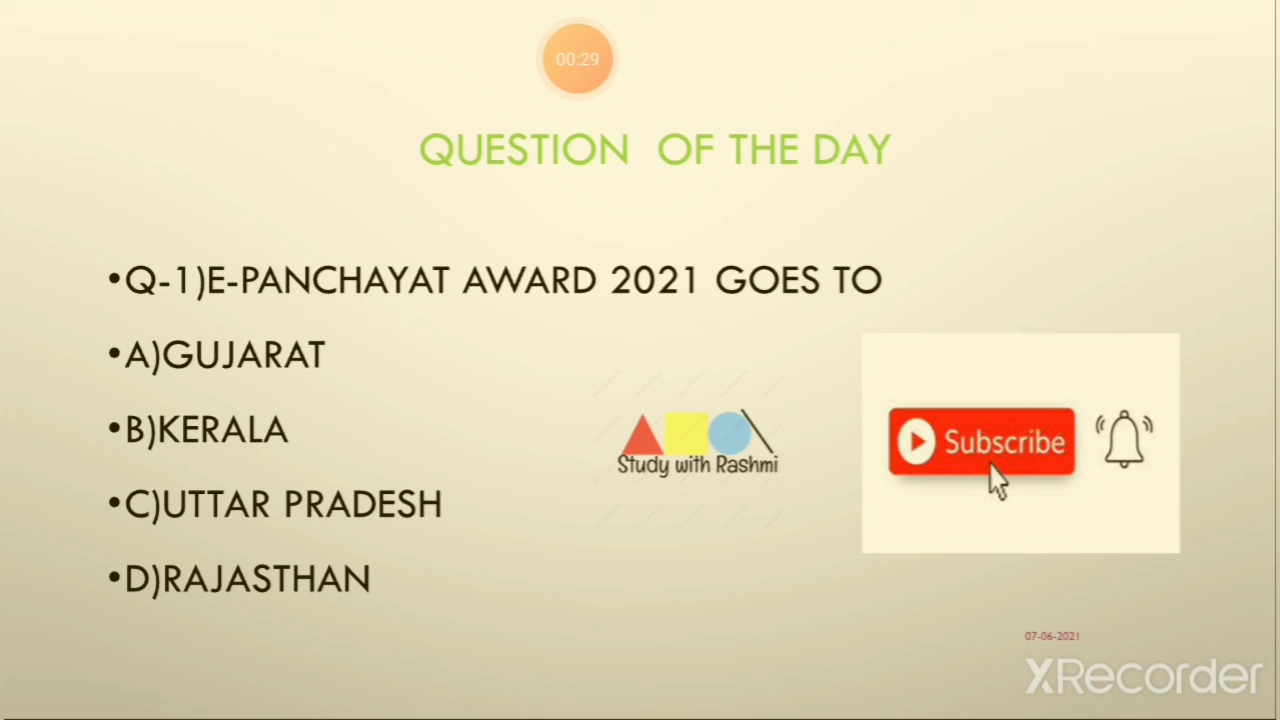 00:29
QUESTION OF THE DAY
•Q-1)E-PANCHAYAT AWARD 2021 GOES TO
•A)GUJARAT
•B)KERALA
•C)UTTAR PRADESH
•D)RAJASTHAN
Study with Rashmi
Subscribe
07-06-2021
XRecorder